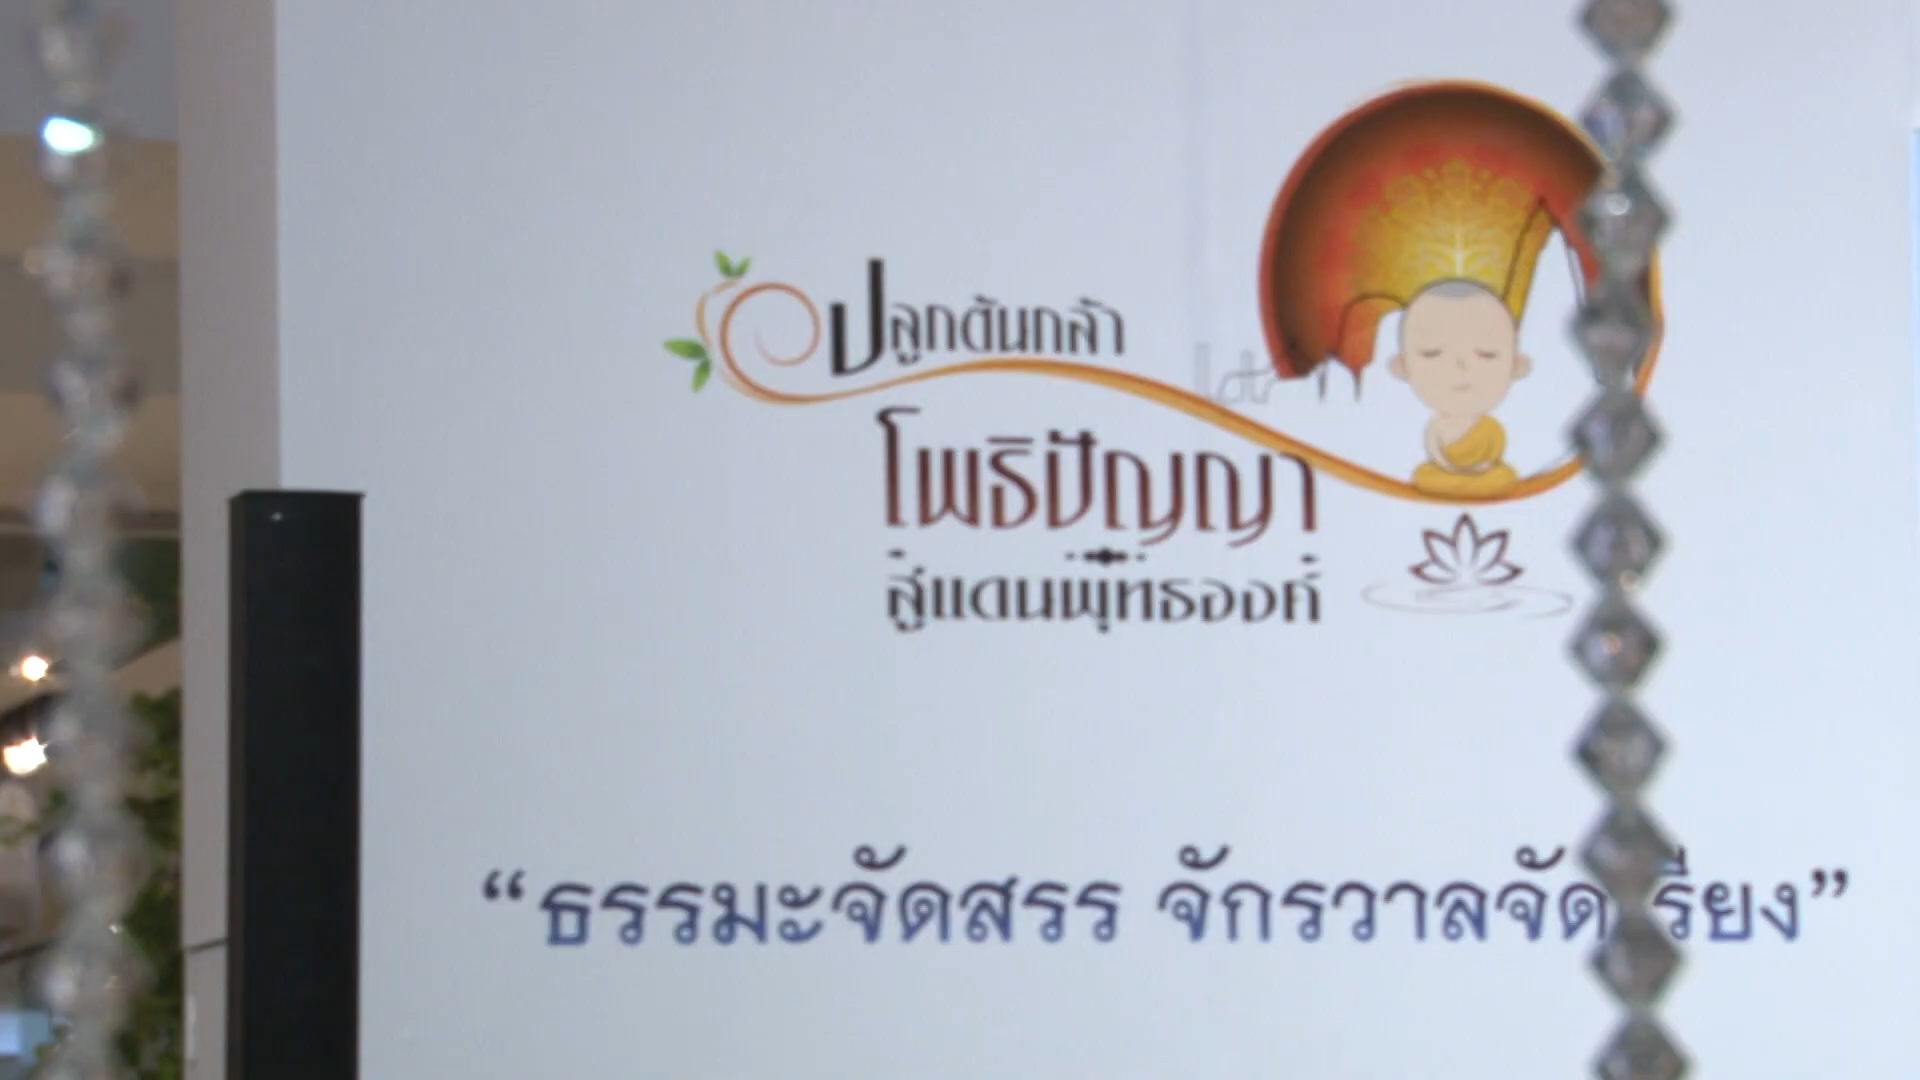 ปลูกต้นกล้า
โพธิปัญญา
สู่แดนพุทธองค์
“ธรรมะจัดสรร จักรวาลจัด รียง”